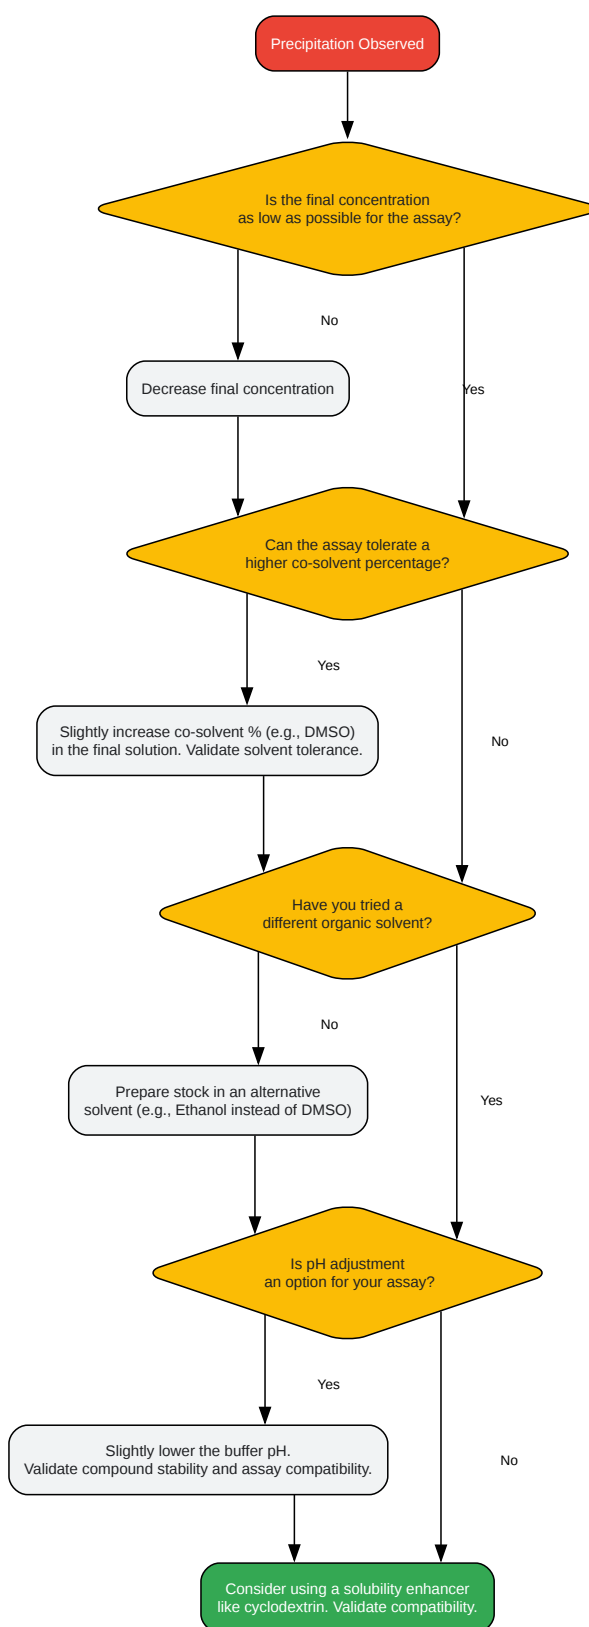 Precipitation Observed
Is the final concentration
as low as possible for the assay?
No
Decrease final concentration
Yes
Can the assay tolerate a
higher co-solvent percentage?
Yes
Slightly increase co-solvent % (e.g., DMSO)
in the final solution. Validate solvent tolerance.
No
Have you tried a
different organic solvent?
No
Prepare stock in an alternative
solvent (e.g., Ethanol instead of DMSO)
Yes
Is pH adjustment
an option for your assay?
Yes
Slightly lower the buffer pH.
Validate compound stability and assay compatibility.
No
Consider using a solubility enhancer
like cyclodextrin. Validate compatibility.